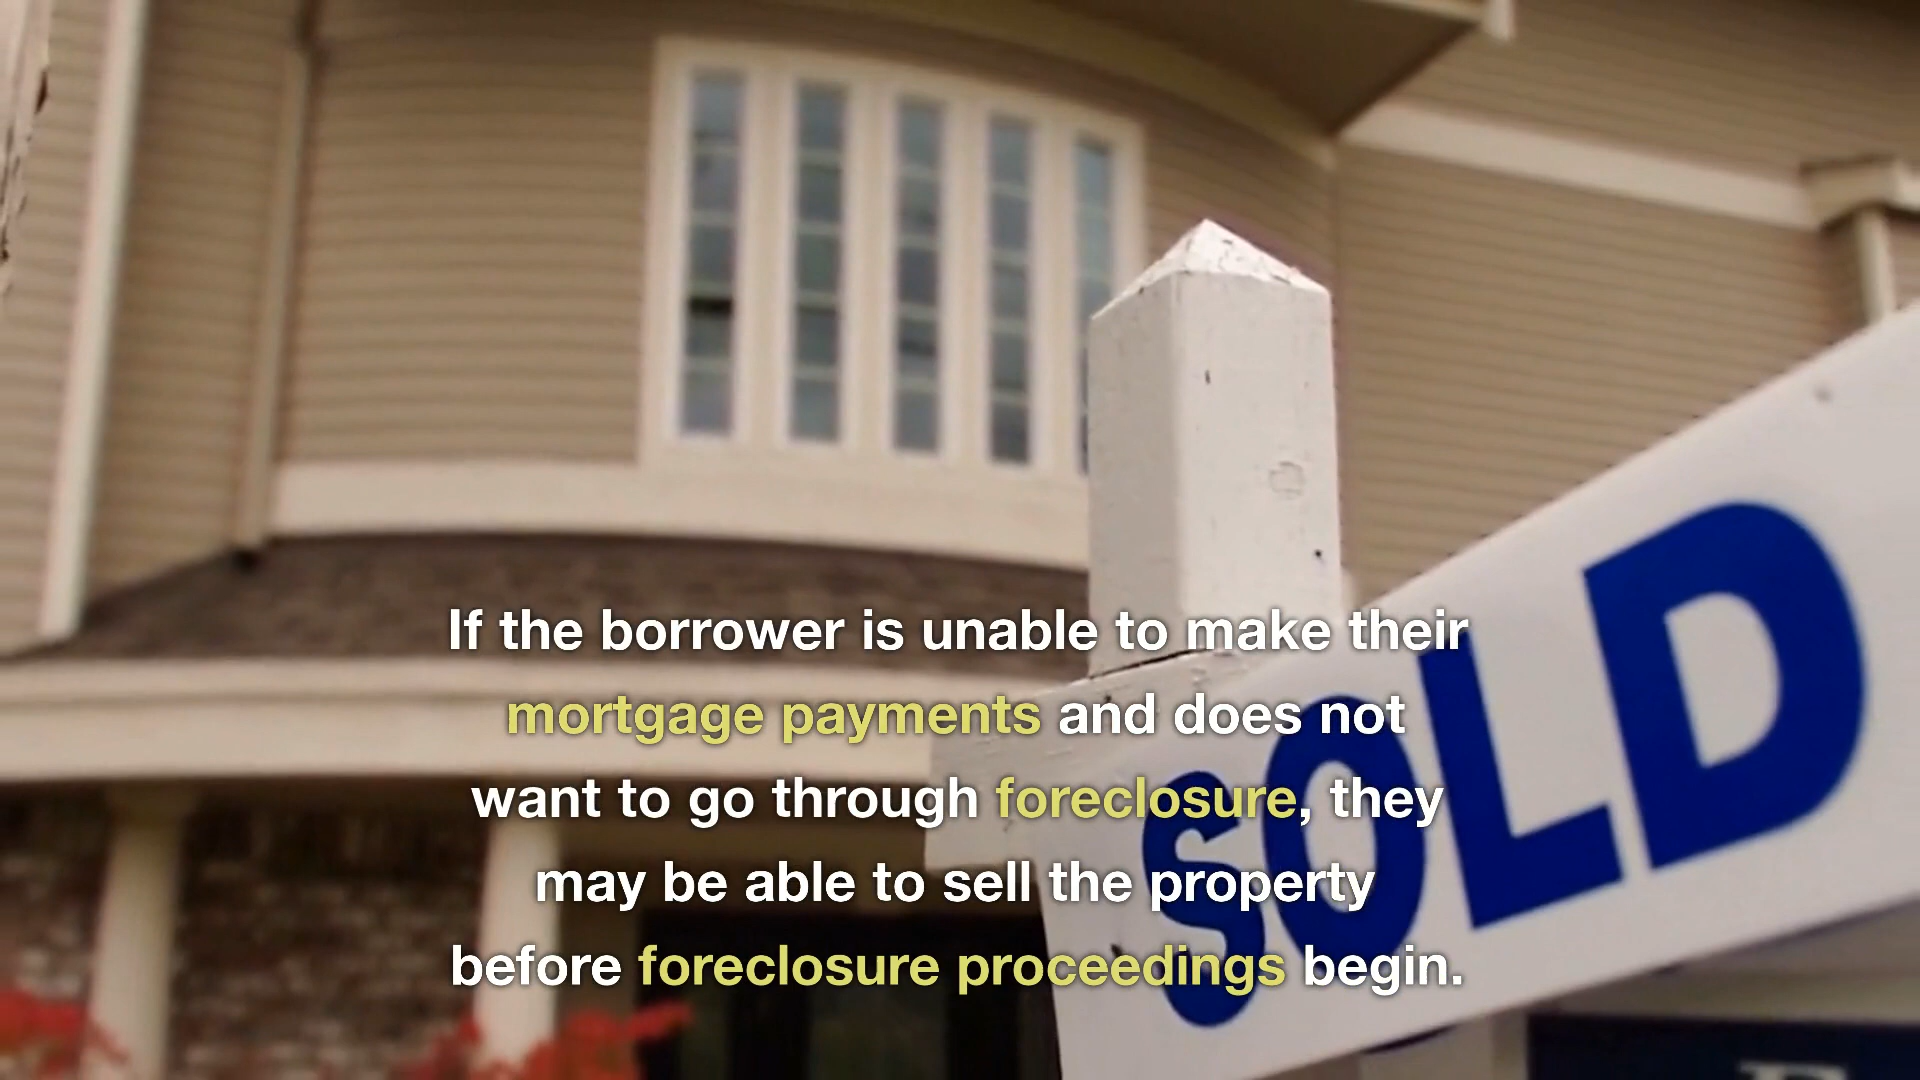 If the borrower is unable to make their
mortgage payments and does not
want to go through foreclosure, they
may be able to sell the property
before foreclosure proceedings begin.
SOLD